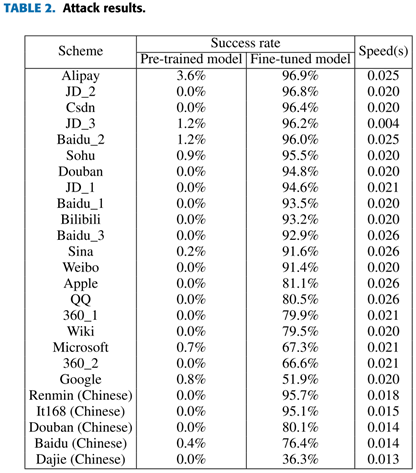 TABLE 2. Attack results.
Scheme Success rate Speed(s)
Pre-trained model Fine-tuned model
Alipay 3.6% 96.9% 0.025
JD_2 0.0% 96.8% 0.020
Csdn 0.0% 96.4% 0.020
JD_3 1.2% 96.2% 0.004
Baidu_2 1.2% 96.0% 0.025
Sohu 0.9% 95.5% 0.020
Douban 0.0% 94.8% 0.020
JD_1 0.0% 94.6% 0.021
Baidu_1 0.0% 93.5% 0.020
Bilibili 0.0% 93.2% 0.020
Baidu_3 0.0% 92.9% 0.026
Sina 0.2% 91.6% 0.026
Weibo 0.0% 91.4% 0.020
Apple 0.0% 81.1% 0.026
QQ 0.0% 80.5% 0.026
360_1 0.0% 79.9% 0.021
Wiki 0.0% 79.5% 0.020
Microsoft 0.7% 67.3% 0.021
360_2 0.0% 66.6% 0.021
Google 0.8% 51.9% 0.020
Renmin (Chinese) 0.0% 95.7% 0.018
It168 (Chinese) 0.0% 95.1% 0.015
Douban (Chinese) 0.0% 80.1% 0.014
Baidu (Chinese) 0.4% 76.4% 0.014
Dajie (Chinese) 0.0% 36.3% 0.013